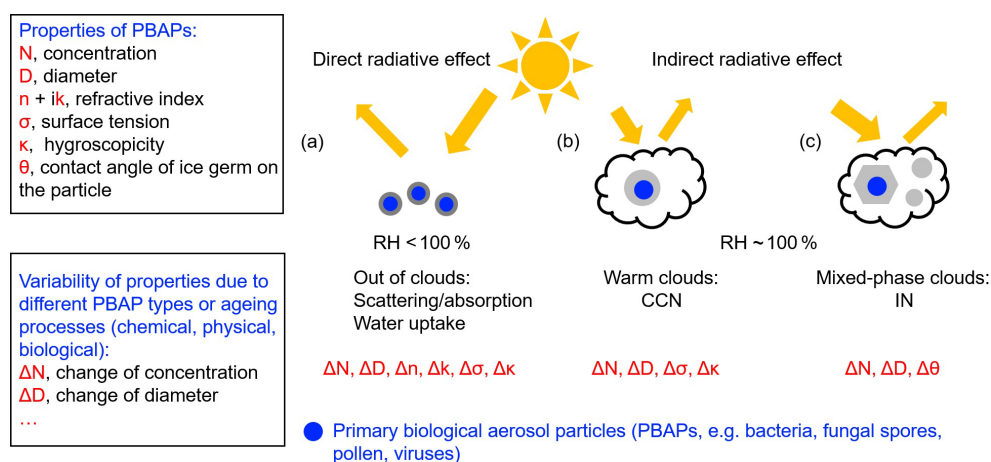 Properties of PBAPs:
N, concentration
D, diameter
n + ik, refractive index
σ, surface tension
κ, hygroscopicity
θ, contact angle of ice germ on
the particle
Variability of properties due to
different PBAP types or ageing
processes (chemical, physical,
biological):
ΔN, change of concentration
ΔD, change of diameter
...
Direct radiative effect
Indirect radiative effect
(a)
(b)
(c)
RH < 100 %
RH ~ 100 %
Out of clouds:
Scattering/absorption
Water uptake
Warm clouds:
CCN
Mixed-phase clouds:
IN
ΔN, ΔD, Δn, Δk, Δσ, Δκ
ΔN, ΔD, Δσ, Δκ
ΔN, ΔD, Δθ
Primary biological aerosol particles (PBAPs, e.g. bacteria, fungal spores,
pollen, viruses)